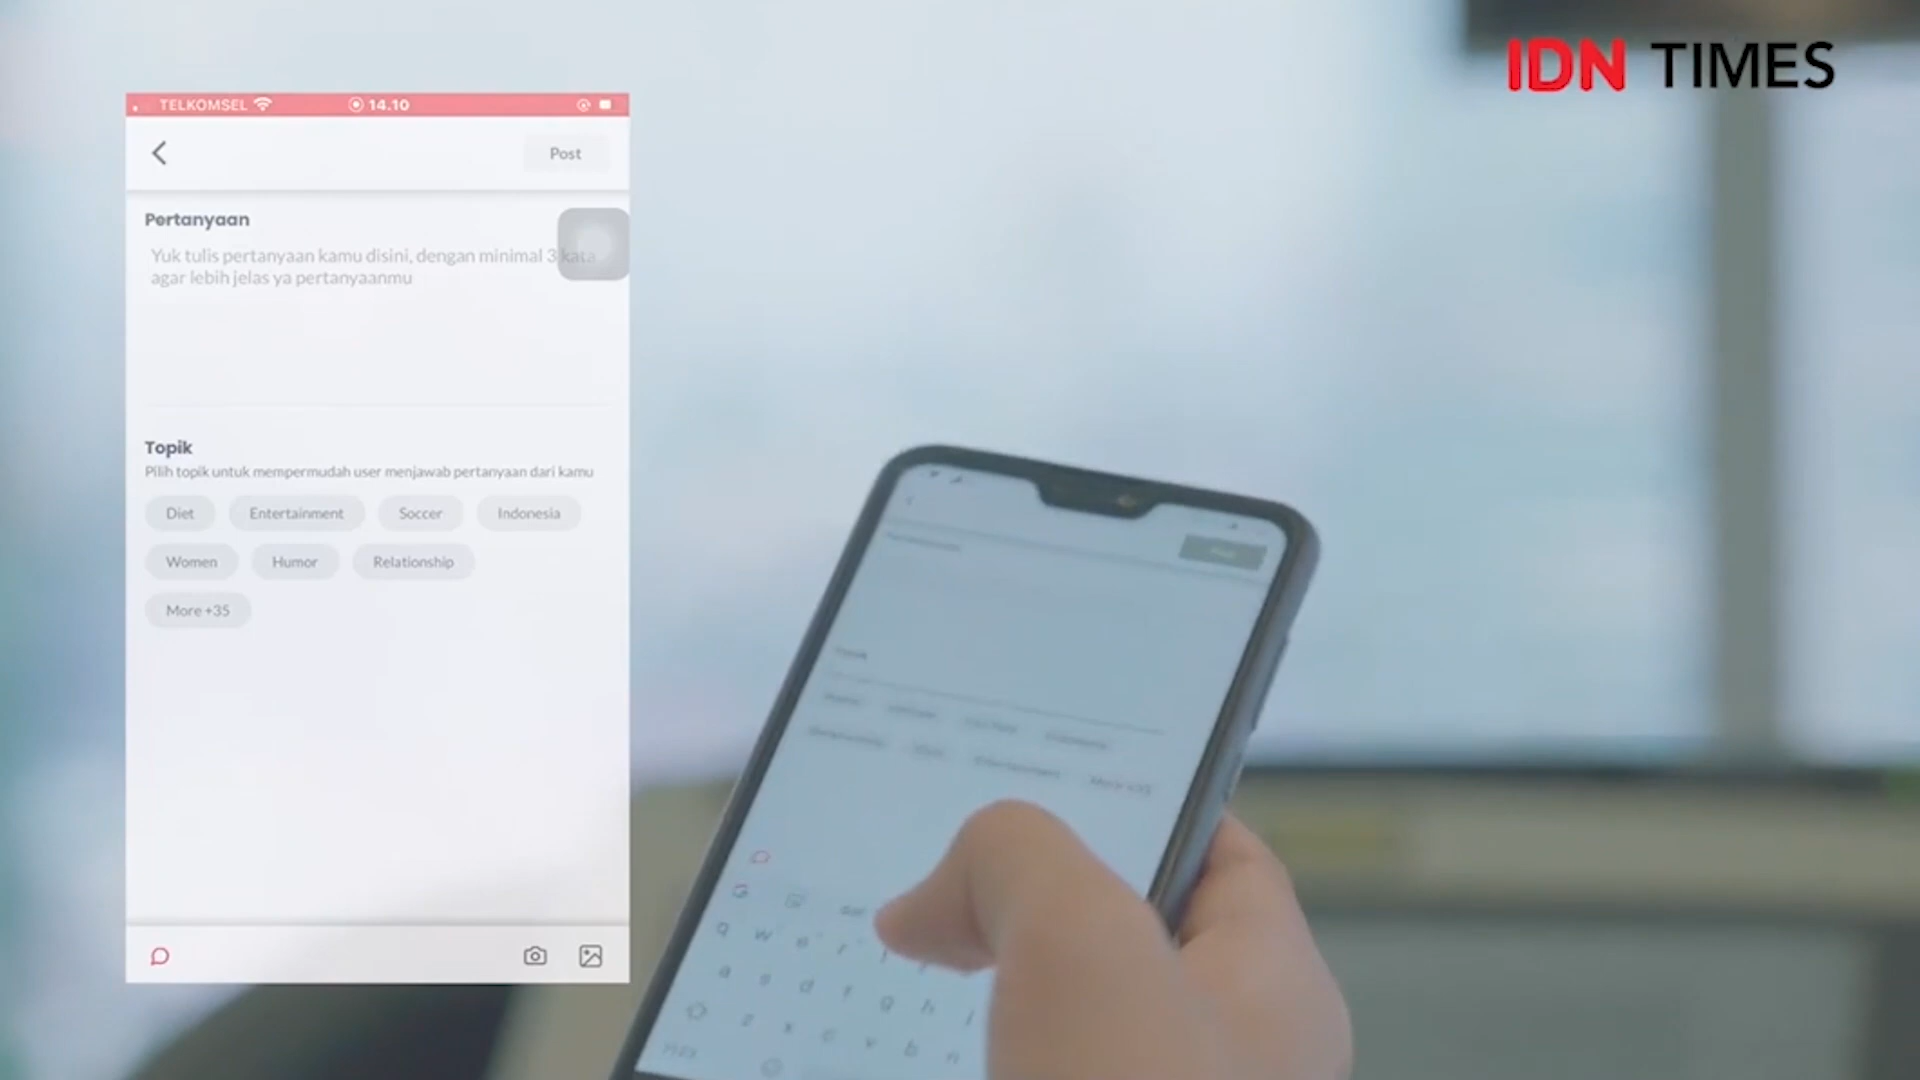 IDN TIMES
TELKOMSEL 14.10
Post
Pertanyaan
Yuk tulis pertanyaan kamu disini, dengan minimal 3 kata
agar lebih jelas ya pertanyaanmu
Topik
Pilih topik untuk mempermudah user menjawab pertanyaan dari kamu
Diet Entertainment Soccer Indonesia
Women Humor Relationship
More +35
More +35
q w e r
a s d f g h
z x c v b n